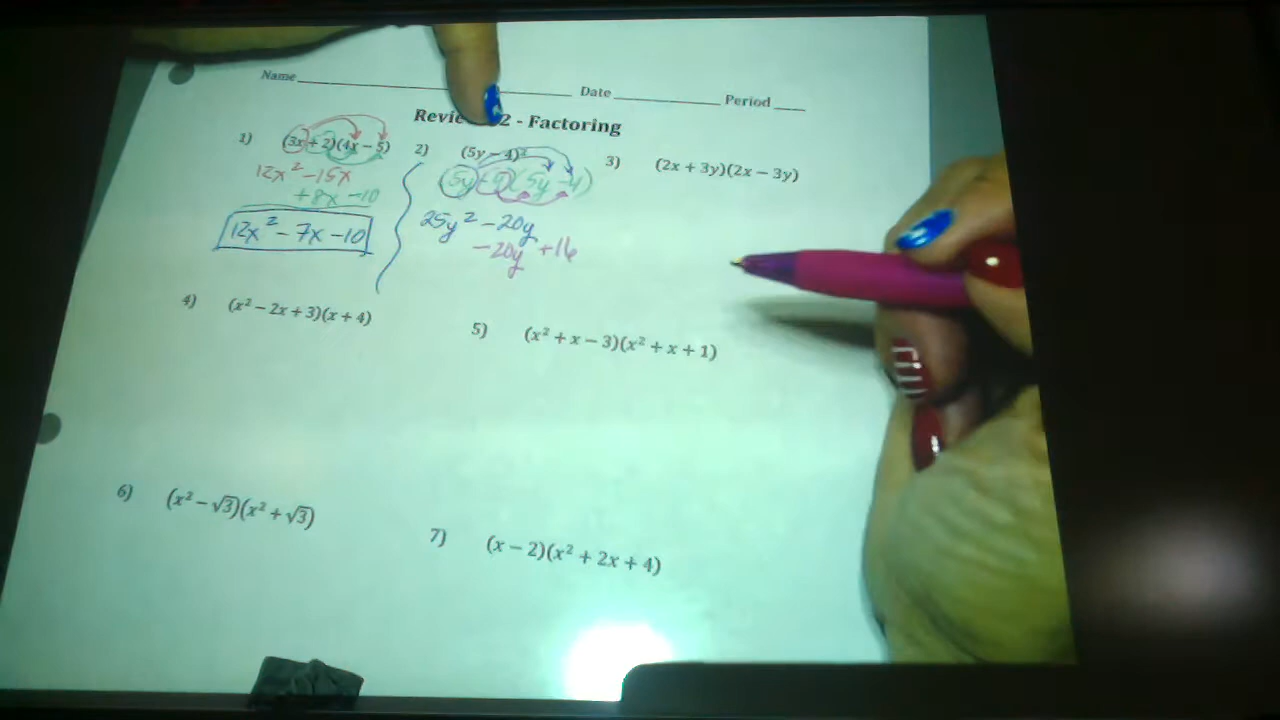 Name Date Period
Review 2 - Factoring
1) (3x + 2)(4x - 5)
12x² - 15x
+ 8x - 10
12x² - 7x - 10
2) (5y - 4)²
(5y - 4)(5y - 4)
25y² - 20y
- 20y + 16
3) (2x + 3y)(2x - 3y)
4) (x² - 2x + 3)(x + 4)
5) (x² + x - 3)(x² + x + 1)
6) (x² - √3)(x² + √3)
7) (x - 2)(x² + 2x + 4)